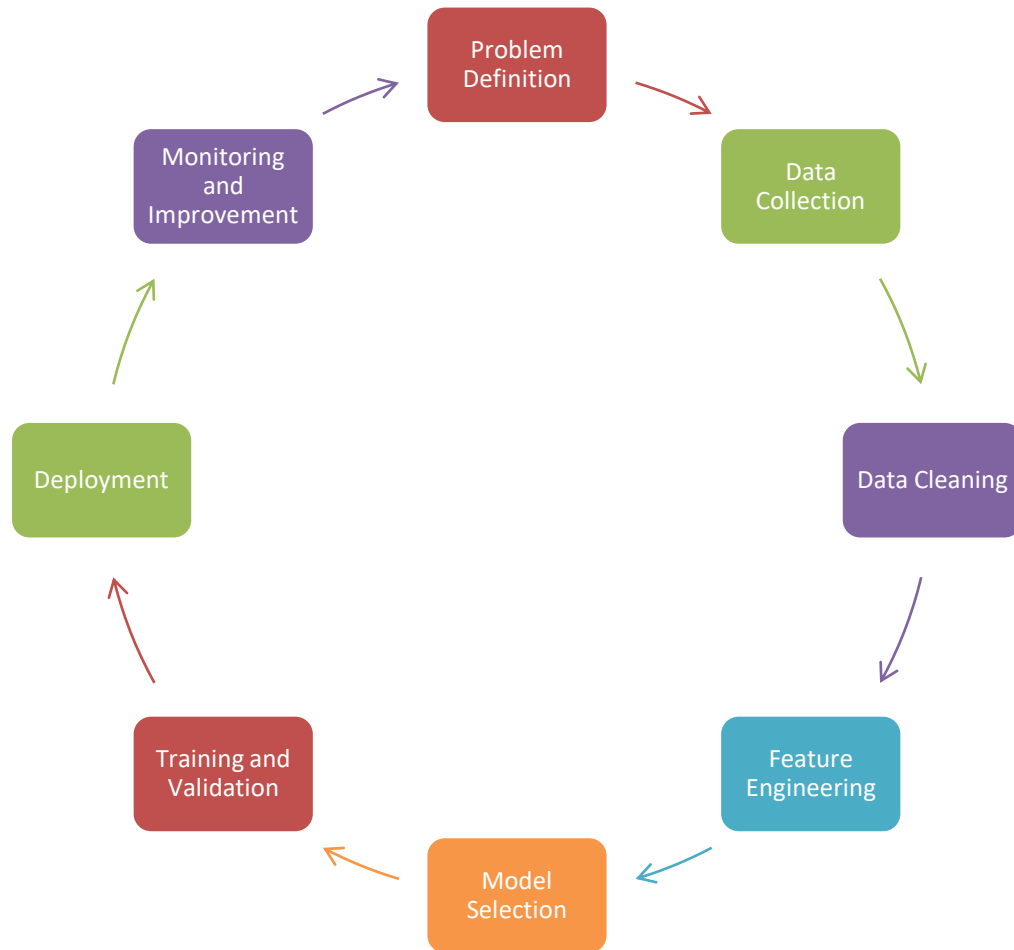 Problem
Definition
Data
Collection
Data Cleaning
Feature
Engineering
Model
Selection
Training and
Validation
Deployment
Monitoring
and
Improvement